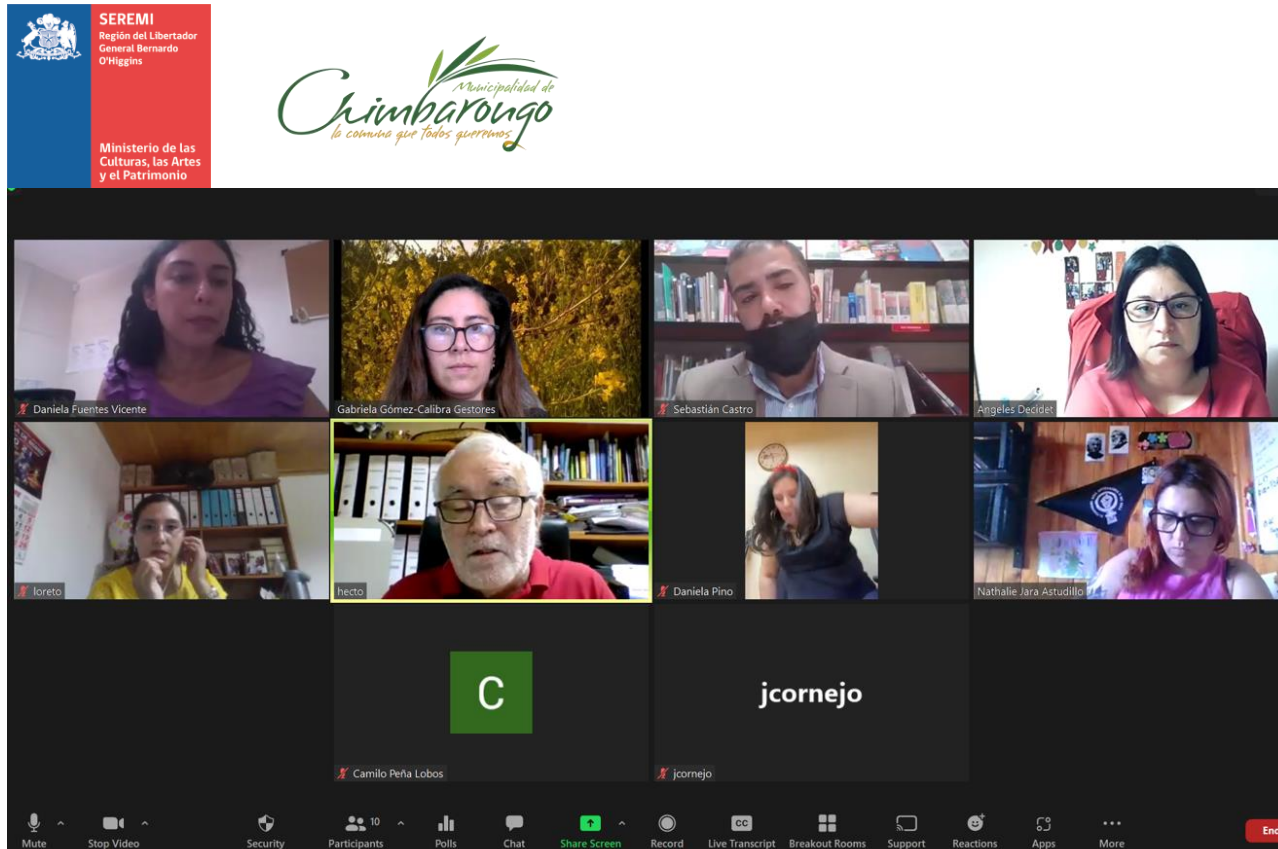 SEREMI
Región del Libertador
General Bernardo
O'Higgins
Ministerio de las
Culturas, las Artes
y el Patrimonio
Municipalidad de
Chimbarongo
la comuna que todos queremos
Daniela Fuentes Vicente
Gabriela Gómez-Calibra Gestores
Sebastián Castro
Angeles Decidet
loreto
hecto
Daniela Pino
Nathalie Jara Astudillo
C
jcornejo
Camilo Peña Lobos
jcornejo
10
CC
Mute
Stop Video
Security
Participants
Polls
Chat
Share Screen
Record
Live Transcript
Breakout Rooms
Support
Reactions
Apps
More
End